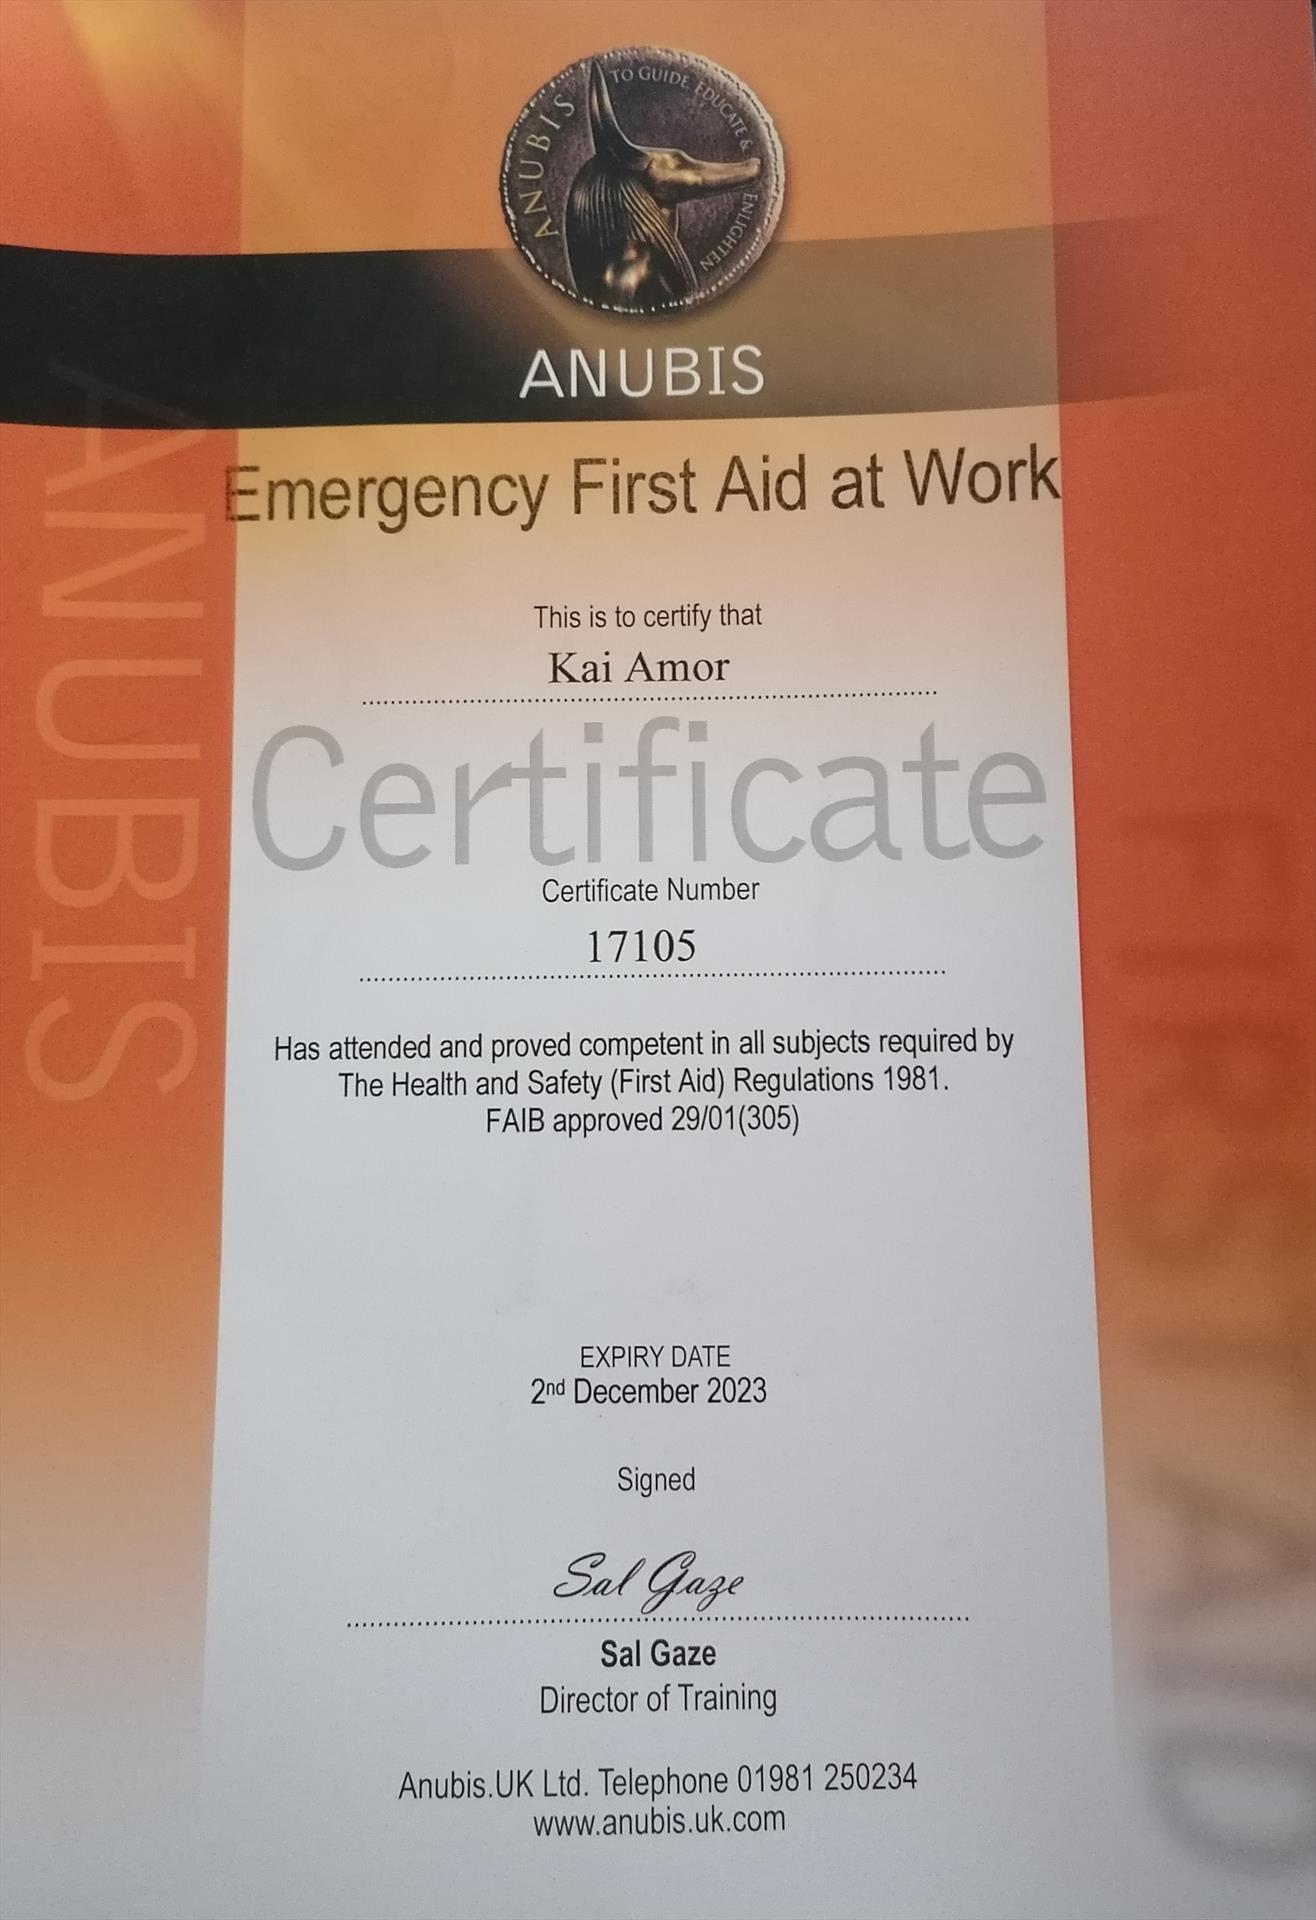 ANUBIS TO GUIDE, EDUCATE & ENLIGHTEN
ANUBIS
Emergency First Aid at Work
This is to certify that
Kai Amor
Certificate
Certificate Number
17105
Has attended and proved competent in all subjects required by
The Health and Safety (First Aid) Regulations 1981.
FAIB approved 29/01(305)
EXPIRY DATE
2nd December 2023
Signed
Sal Gaze
Sal Gaze
Director of Training
Anubis.UK Ltd. Telephone 01981 250234
www.anubis.uk.com
ANUBIS
FIRST AID